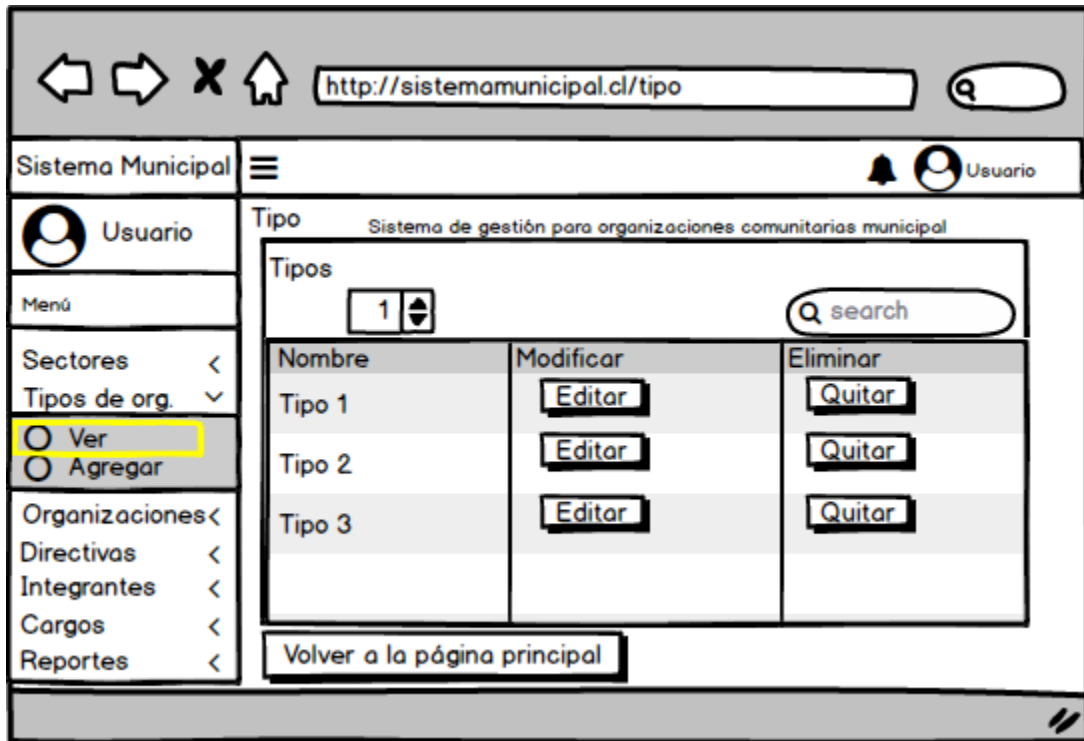 http://sistemamunicipal.cl/tipo
Sistema Municipal
Usuario
Usuario
Menú
Sectores
Tipos de org.
Ver
Agregar
Organizaciones
Directivas
Integrantes
Cargos
Reportes
Tipo
Sistema de gestión para organizaciones comunitarias municipal
Tipos
1
search
Nombre Modificar Eliminar
Tipo 1 Editar Quitar
Tipo 2 Editar Quitar
Tipo 3 Editar Quitar
Volver a la página principal